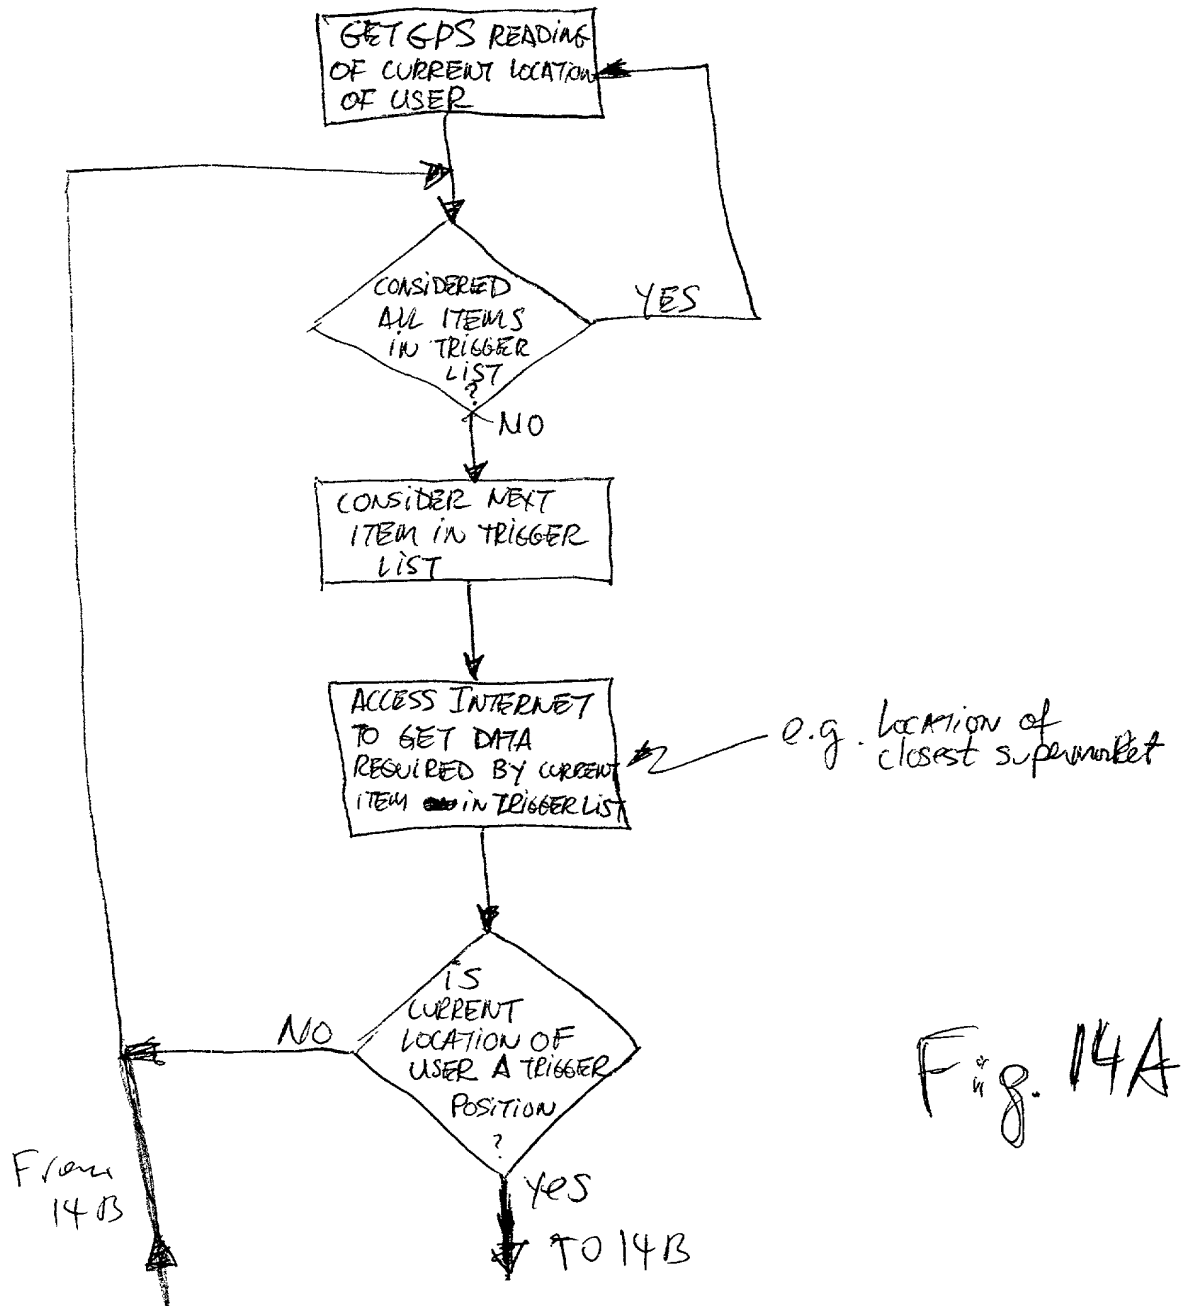 GET GPS READING
OF CURRENT LOCATION
OF USER
CONSIDERED
ALL ITEMS
IN TRIGGER
LIST
?
YES
NO
CONSIDER NEXT
ITEM IN TRIGGER
LIST
ACCESS INTERNET
TO GET DATA
REQUIRED BY CURRENT
ITEM IN TRIGGER LIST
e.g. LOCATION of
closest supermarket
IS
CURRENT
LOCATION OF
USER A TRIGGER
POSITION
?
NO
Fig. 14A
From
14B
yes
TO 14B